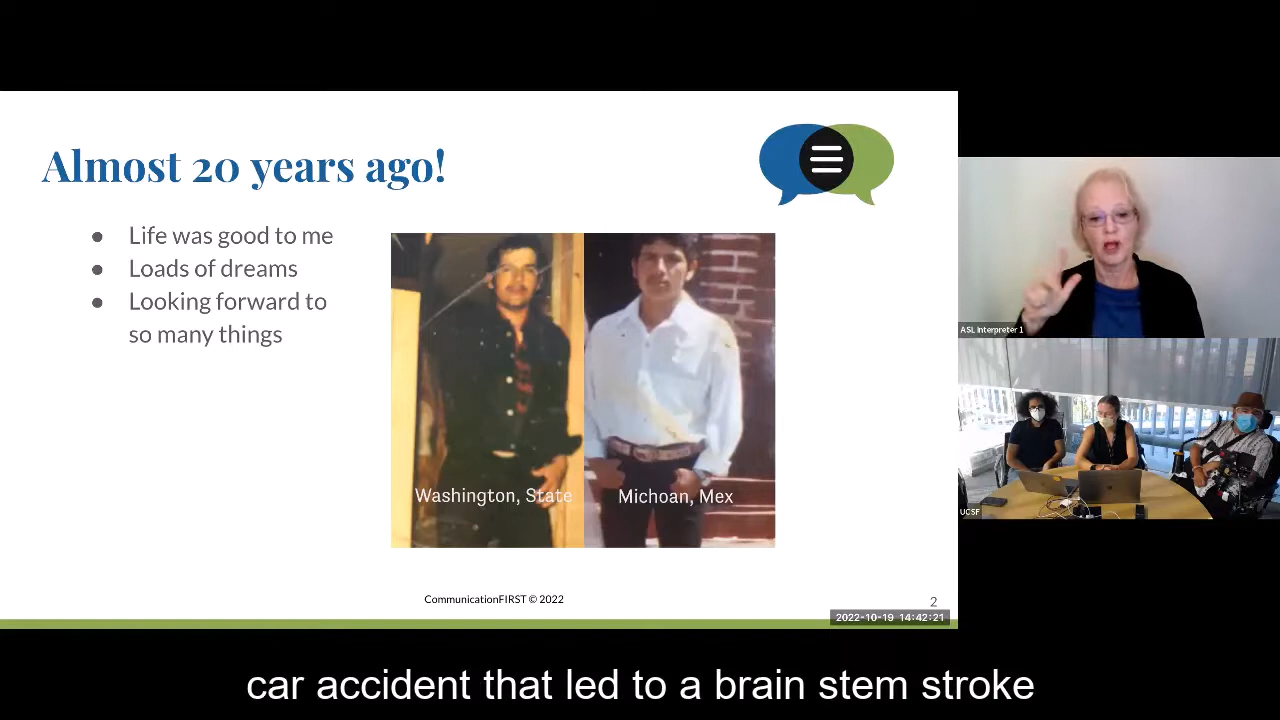 Almost 20 years ago!
● Life was good to me
● Loads of dreams
● Looking forward to
so many things
Washington, State
Michoan, Mex
CommunicationFIRST © 2022
2
2022-10-19 14:42:21
ASL Interpreter 1
UCSF
car accident that led to a brain stem stroke